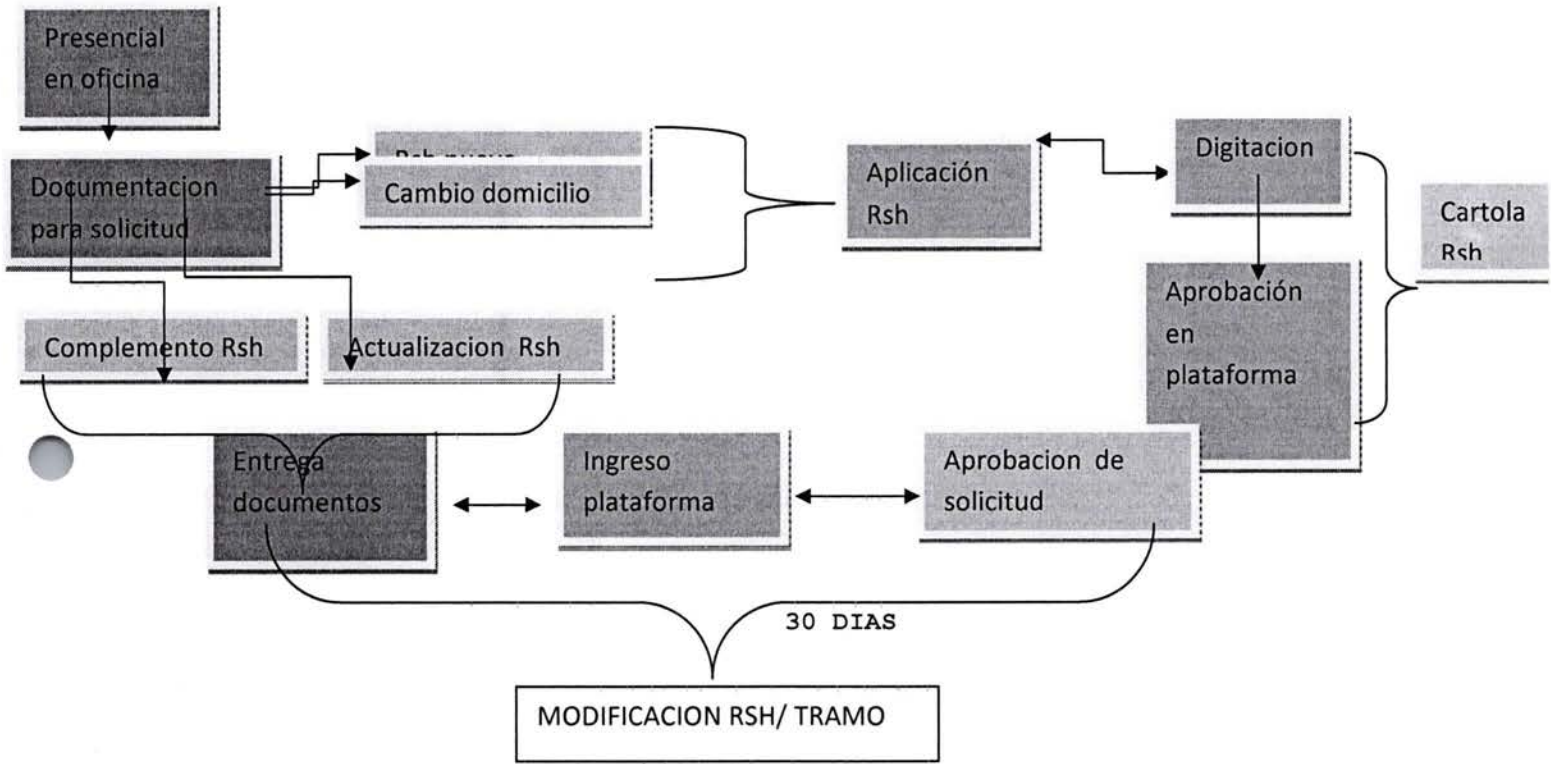 Presencial
en oficina
Documentacion
para solicitud
Cambio domicilio
Aplicación
Rsh
Digitacion
Cartola
Rsh
Aprobación
en
plataforma
Complemento Rsh
Actualizacion Rsh
Entrega
documentos
Ingreso
plataforma
Aprobacion de
solicitud
30 DIAS
MODIFICACION RSH/ TRAMO